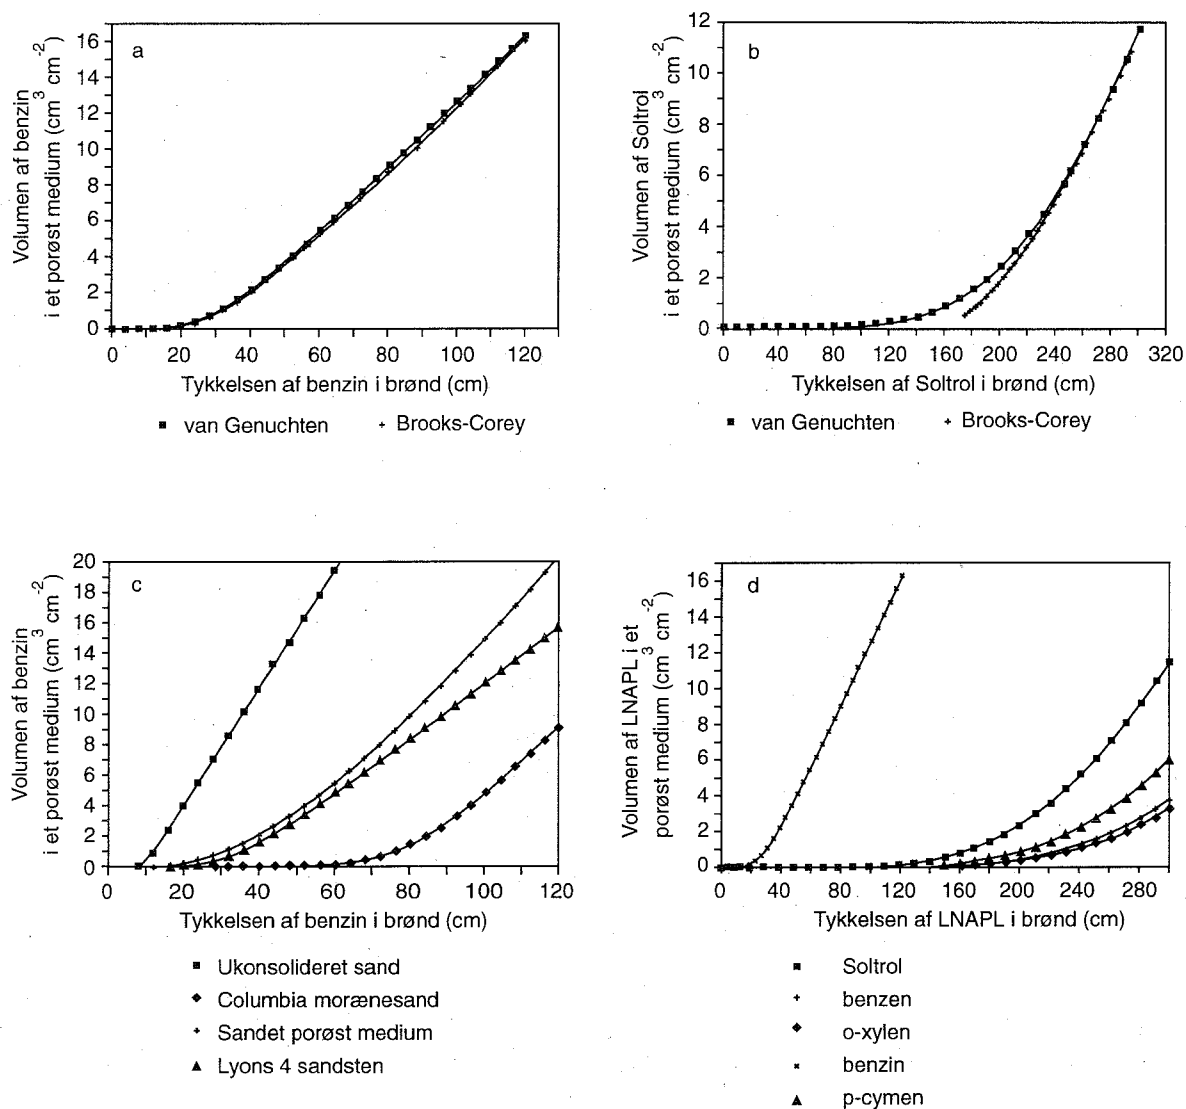 a
Volumen af benzin
i et porøst medium (cm³ cm⁻²)
16
14
12
10
8
6
4
2
0
0 20 40 60 80 100 120
Tykkelsen af benzin i brønd (cm)
van Genuchten Brooks-Corey
b
Volumen af Soltrol
i et porøst medium (cm³ cm⁻²)
12
10
8
6
4
2
0
0 40 80 120 160 200 240 280 320
Tykkelsen af Soltrol i brønd (cm)
van Genuchten Brooks-Corey
c
Volumen af benzin
i et porøst medium (cm³ cm⁻²)
20
18
16
14
12
10
8
6
4
2
0
0 20 40 60 80 100 120
Tykkelsen af benzin i brønd (cm)
Ukonsolideret sand
Columbia morænesand
Sandet porøst medium
Lyons 4 sandsten
d
Volumen af LNAPL i et
porøst medium (cm³ cm⁻²)
16
14
12
10
8
6
4
2
0
0 40 80 120 160 200 240 280
Tykkelsen af LNAPL i brønd (cm)
Soltrol
benzen
o-xylen
benzin
p-cymen